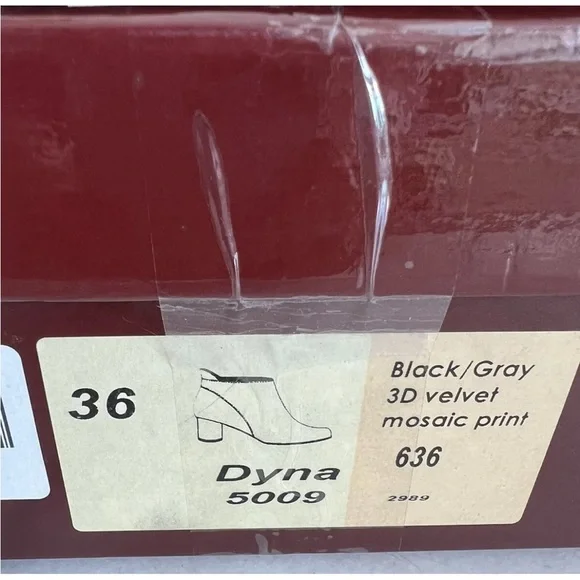 36
Dyna
5009
Black/Gray
3D velvet
mosaic print
636
2989